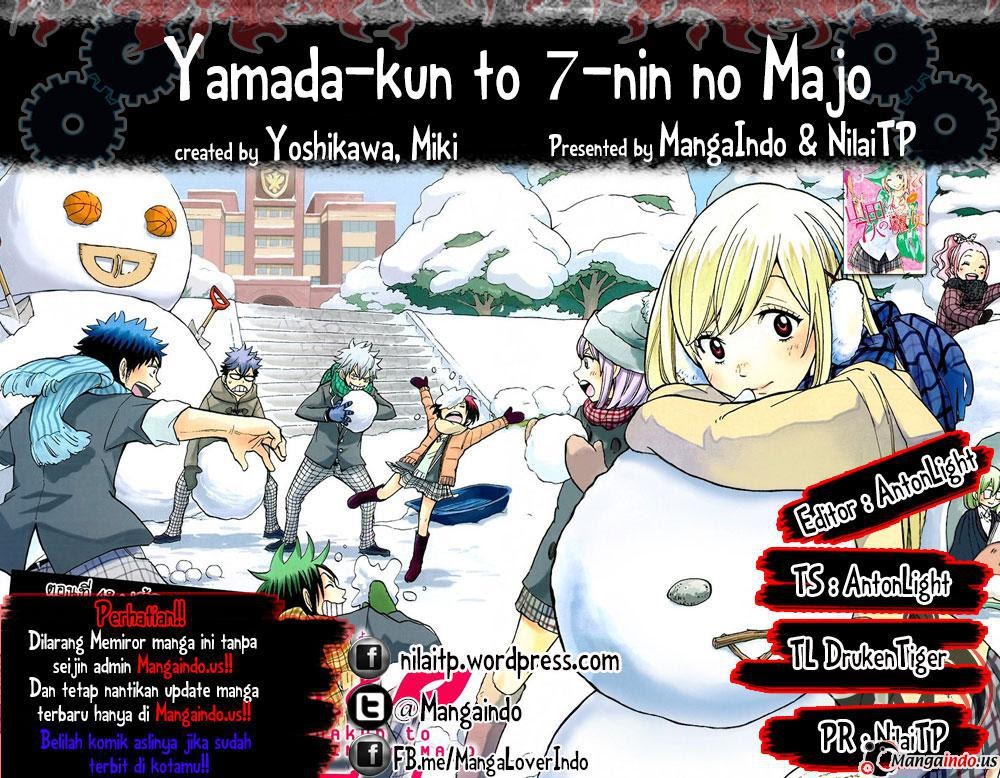 Yamada-kun to 7-nin no Majo
created by Yoshikawa, Miki
Presented by MangaIndo & NilaiTP
Editor : AntonLight
TS : AntonLight
TL DrukenTiger
PR : NilaiTP
Perhatian!!
Dilarang Memiror manga ini tanpa
seijin admin Mangaindo.us!!
Dan tetap nantikan update manga
terbaru hanya di Mangaindo.us!!
Belilah komik aslinya jika sudah
terbit di kotamu!!
nilaitp.wordpress.com
@Mangaindo
FB.me/MangaLoverIndo
Mangaindo.us